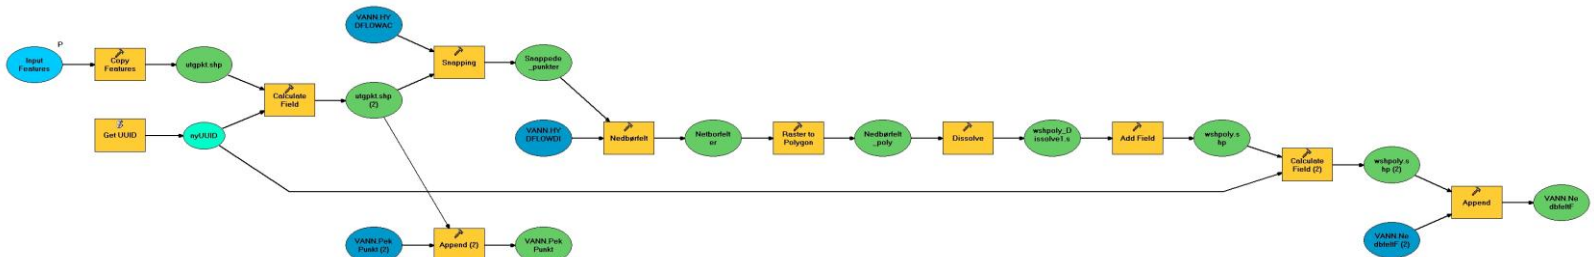 VANN.HY
DFLOWAC
P
Input
Features
Copy
Features
utgpkt.shp
Snapping
Snappede
_punkter
Calculate
Field
utgpkt.shp
(2)
Get UUID
nyUUID
VANN.HY
DFLOWDI
Nedbørfelt
Netborfelt
er
Raster to
Polygon
Nedbørfelt
_poly
Dissolve
wshpoly_D
issolve1.s
Add Field
wshpoly.s
hp
Calculate
Field (2)
wshpoly.s
hp (2)
Append
VANN.Ne
dbfeltF
VANN.Ne
dbfeltF (2)
VANN.Pek
Punkt (2)
Append (2)
VANN.Pek
Punkt